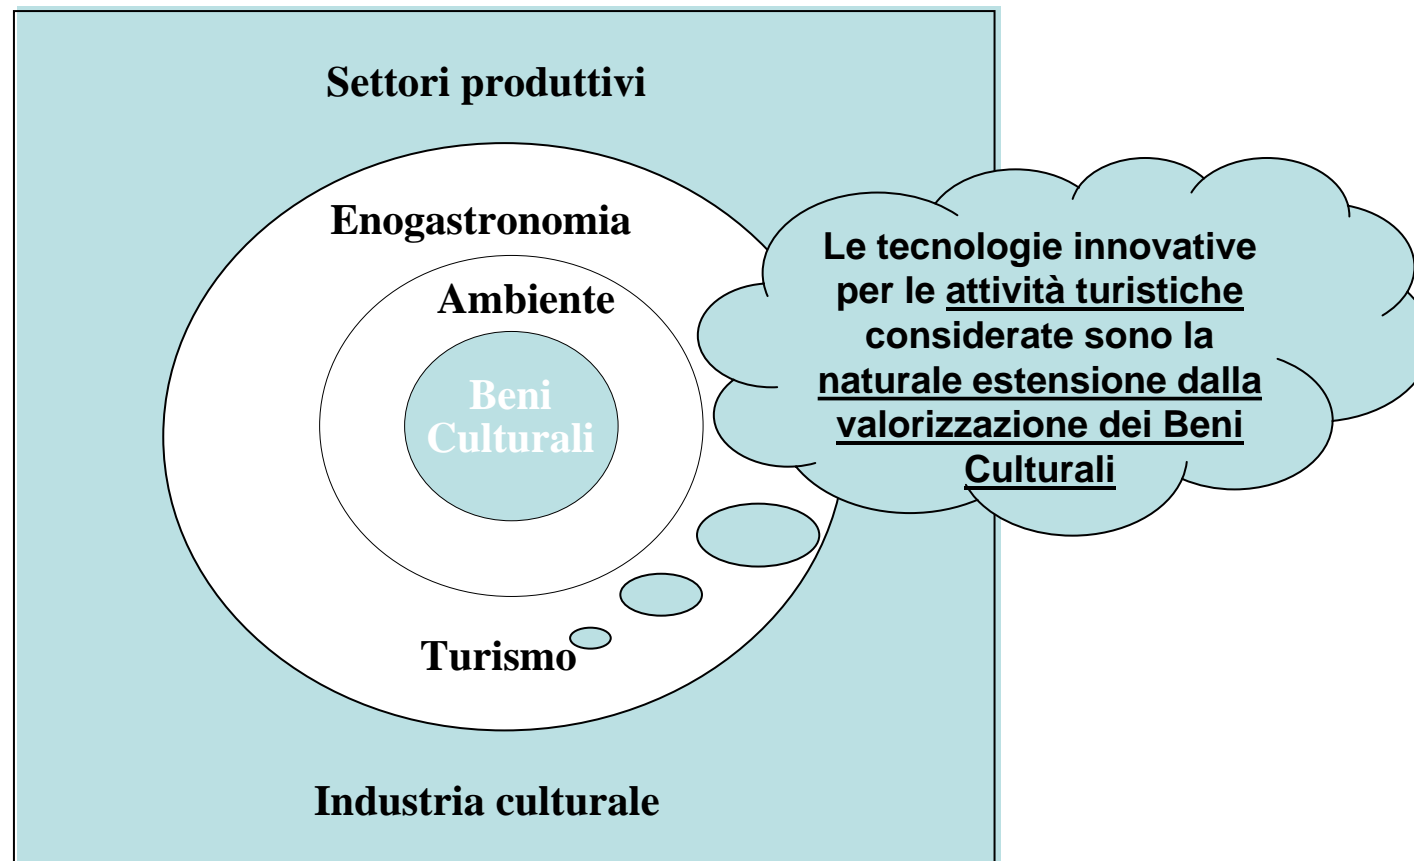 Settori produttivi
Enogastronomia
Ambiente
Beni
Culturali
Turismo
Industria culturale
Le tecnologie innovative
per le attività turistiche
considerate sono la
naturale estensione dalla
valorizzazione dei Beni
Culturali